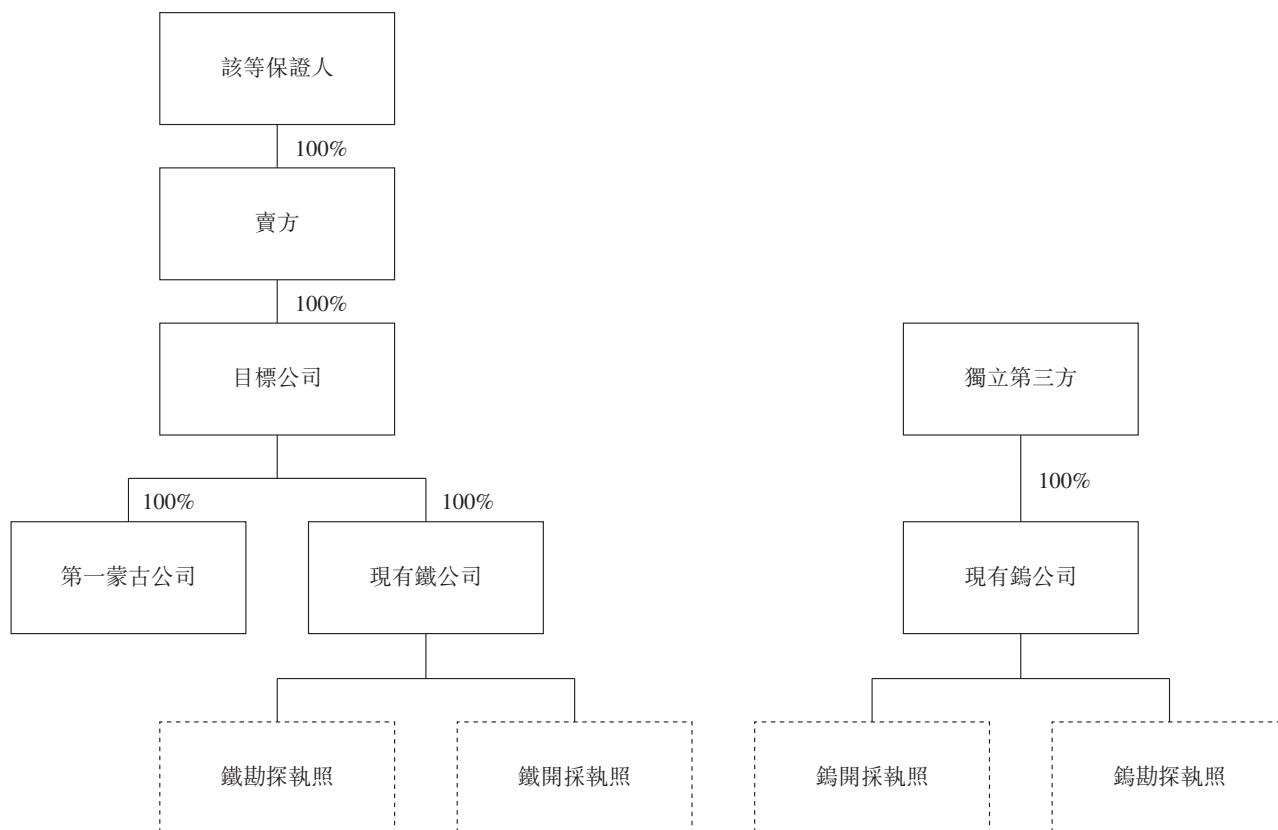 該等保證人
100%
賣方
100%
目標公司
獨立第三方
100%
100%
100%
第一蒙古公司
現有鐵公司
現有鎢公司
鐵勘探執照
鐵開採執照
鎢開採執照
鎢勘探執照